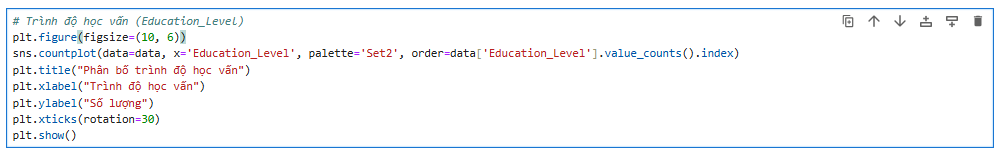 # Trình độ học vấn (Education_Level)
plt.figure(figsize=(10, 6))
sns.countplot(data=data, x='Education_Level', palette='Set2', order=data['Education_Level'].value_counts().index)
plt.title("Phân bố trình độ học vấn")
plt.xlabel("Trình độ học vấn")
plt.ylabel("Số lượng")
plt.xticks(rotation=30)
plt.show()